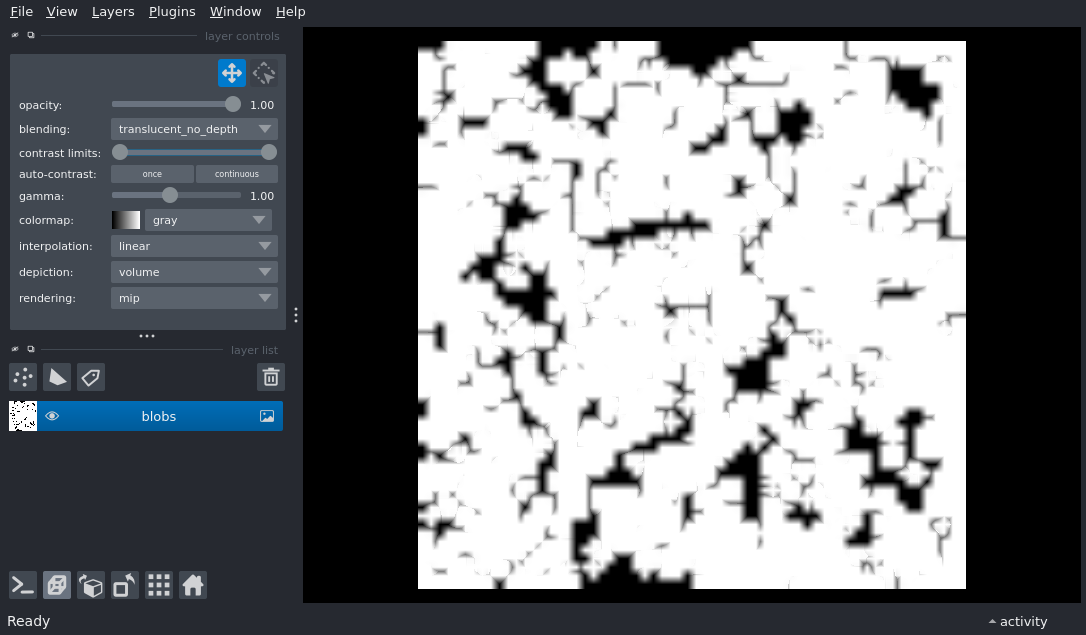 File View Layers Plugins Window Help
layer controls
opacity: 1.00
blending: translucent_no_depth
contrast limits:
auto-contrast: once continuous
gamma: 1.00
colormap: gray
interpolation: linear
depiction: volume
rendering: mip
layer list
blobs
Ready activity